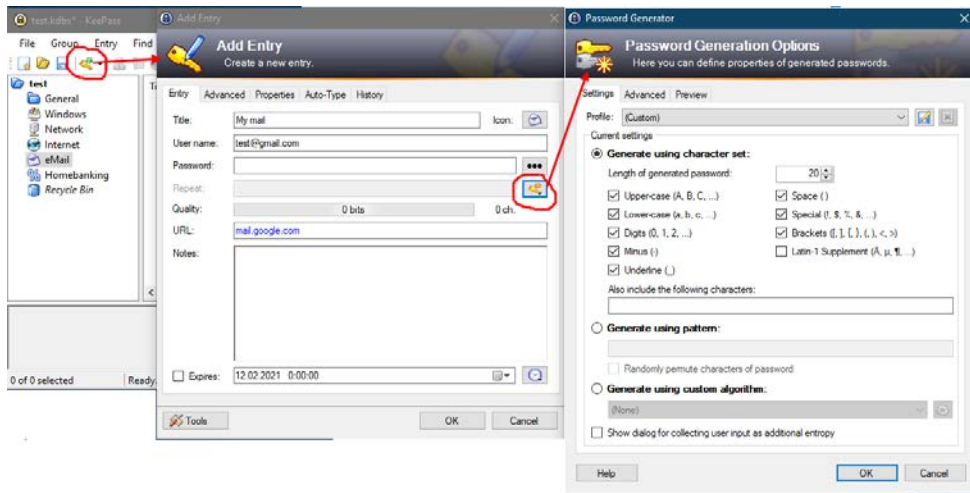 test.kdbx* - KeePass
File Group Entry Find
test
General
Windows
Network
Internet
eMail
Homebanking
Recycle Bin
0 of 0 selected Ready.
Add Entry
Add Entry
Create a new entry.
Entry Advanced Properties Auto-Type History
Title: My mail Icon:
User name: test@gmail.com
Password:
Repeat:
Quality: 0 bits 0 ch.
URL: mail.google.com
Notes:
Expires: 12.02.2021 0:00:00
Tools OK Cancel
Password Generator
Password Generation Options
Here you can define properties of generated passwords.
Settings Advanced Preview
Profile: (Custom)
Current settings
Generate using character set:
Length of generated password: 20
Upper-case (A, B, C, ...) Space ( )
Lower-case (a, b, c, ...) Special (!, $, %, &, ...)
Digits (0, 1, 2, ...) Brackets ([, ], {, }, (, ), <, >)
Minus (-) Latin-1 Supplement (Ä, µ, ¶, ...)
Underline (_)
Also include the following characters:
Generate using pattern:
Randomly permute characters of password
Generate using custom algorithm:
(None)
Show dialog for collecting user input as additional entropy
Help OK Cancel